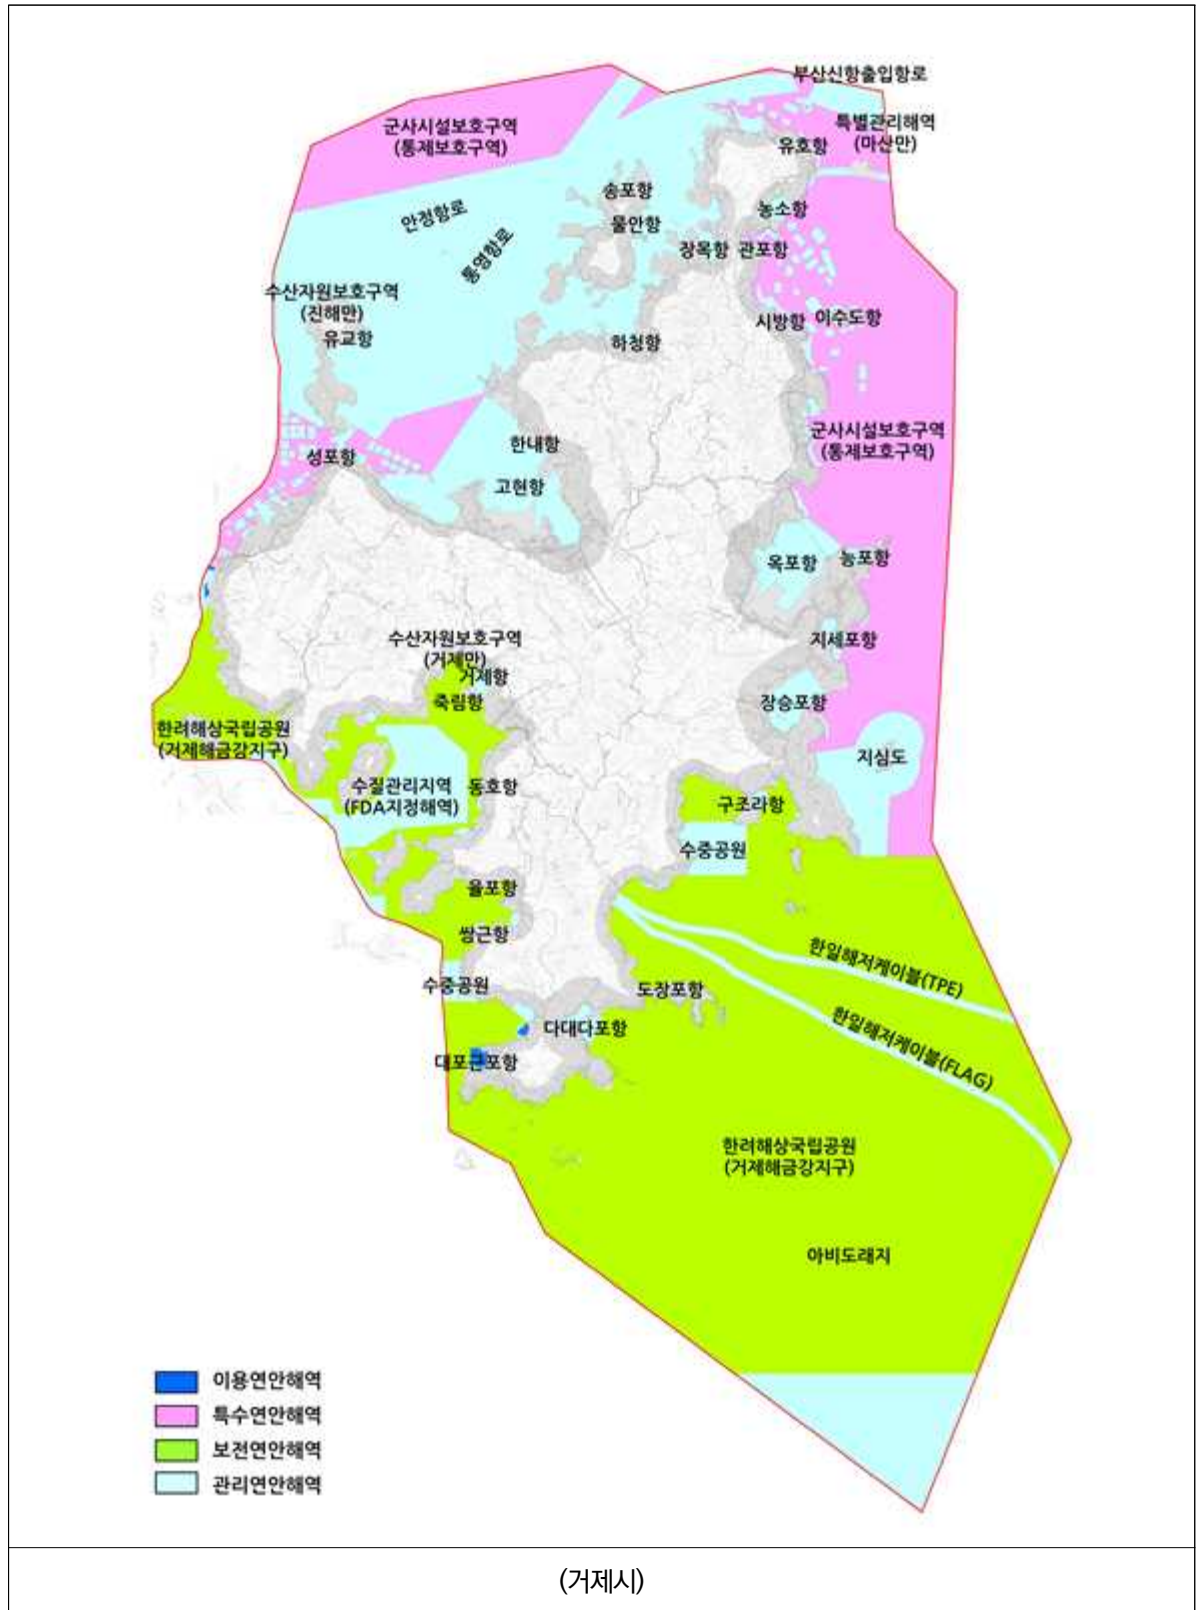 부산신항출입항로
군사시설보호구역
(통제보호구역)
특별관리해역
(마산만)
유호항
송포항
농소항
안정항로
물안항
통영항로
장목항
관포항
수산자원보호구역
(진해만)
유교항
시방항
이수도항
하청항
군사시설보호구역
(통제보호구역)
한내항
성포항
고현항
옥포항
능포항
수산자원보호구역
(거제만)
거제항
지세포항
죽림항
장승포항
한려해상국립공원
(거제해금강지구)
지심도
수질관리지역
(FDA지정해역)
동호항
구조라항
수중공원
율포항
쌍근항
한일해저케이블(TPE)
수중공원
도장포항
다대다포항
한일해저케이블(FLAG)
대포근포항
한려해상국립공원
(거제해금강지구)
아비도래지
이용연안해역
특수연안해역
보전연안해역
관리연안해역
(거제시)